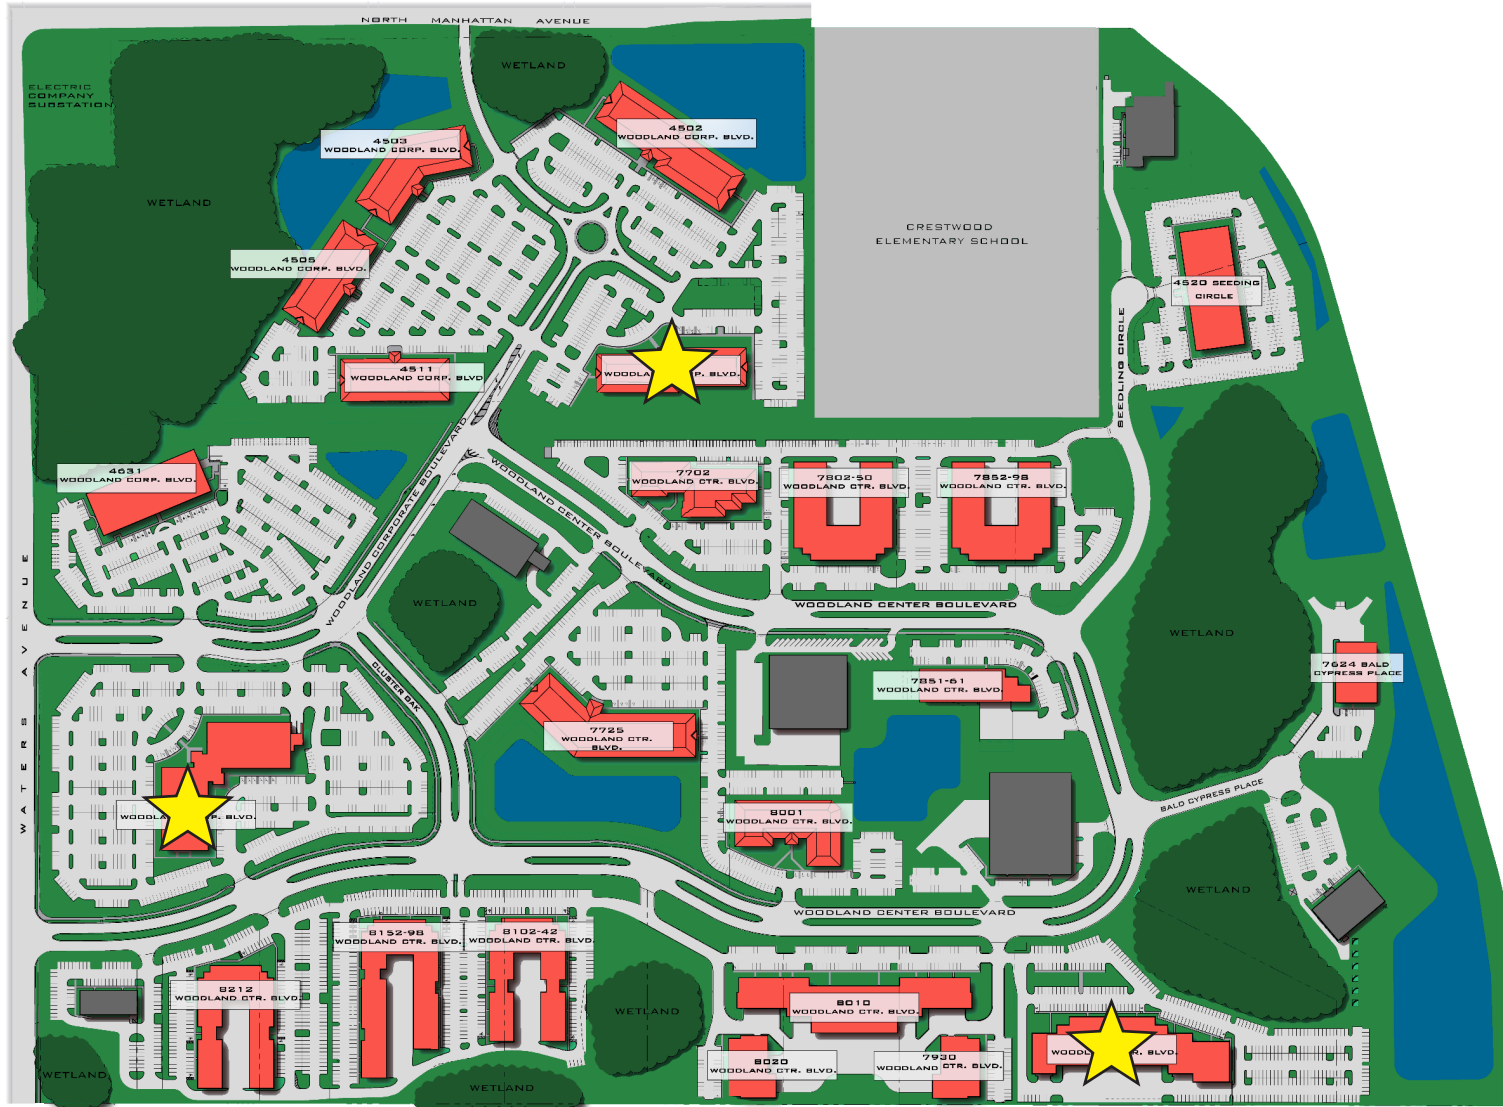 NORTH MANHATTAN AVENUE
WETLAND
ELECTRIC
COMPANY
SUBSTATION
4502
WOODLAND CORP. BLVD.
4503
WOODLAND CORP. BLVD.
WETLAND
CRESTWOOD
ELEMENTARY SCHOOL
4505
WOODLAND CORP. BLVD.
4520 SEEDING
CIRCLE
SEEDLING CIRCLE
4511
WOODLAND CORP. BLVD
P. BLVD.
WOODLAND CORPORATE BOULEVARD
4631
WOODLAND CORP. BLVD.
WOODLAND CENTER BOULEVARD
7702
WOODLAND CTR. BLVD.
7802-50
WOODLAND CTR. BLVD.
7852-98
WOODLAND CTR. BLVD.
WETLAND
WOODLAND CENTER BOULEVARD
WETLAND
WATERS AVENUE
CLUSTER OAK
7624 BALD
CYPRESS PLACE
7851-61
WOODLAND CTR. BLVD.
7725
WOODLAND CTR.
BLVD.
BALD CYPRESS PLACE
P. BLVD.
8001
WOODLAND CTR. BLVD.
WETLAND
WOODLAND CENTER BOULEVARD
8152-98
WOODLAND CTR. BLVD.
8102-42
WOODLAND CTR. BLVD.
8212
WOODLAND CTR. BLVD.
8010
WOODLAND CTR. BLVD.
WETLAND
BLVD.
8020
WOODLAND CTR. BLVD.
7930
WOODLAND CTR. BLVD.
WETLAND
WETLAND